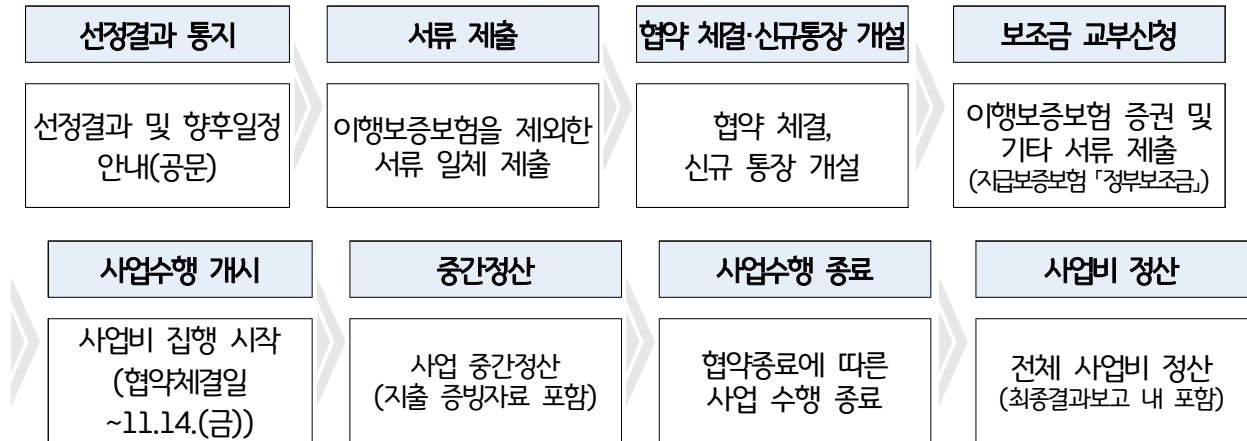 선정결과 통지
서류 제출
협약 체결·신규통장 개설
보조금 교부신청
선정결과 및 향후일정
안내(공문)
이행보증보험을 제외한
서류 일체 제출
협약 체결,
신규 통장 개설
이행보증보험 증권 및
기타 서류 제출
(지급보증보험 「정부보조금」)
사업수행 개시
중간정산
사업수행 종료
사업비 정산
사업비 집행 시작
(협약체결일
~11.14.(금))
사업 중간정산
(지출 증빙자료 포함)
협약종료에 따른
사업 수행 종료
전체 사업비 정산
(최종결과보고 내 포함)